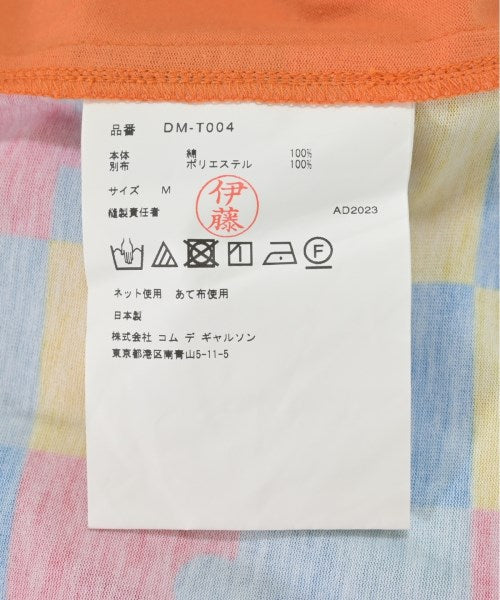 品番 DM-T004
本体 綿 100%
別布 ポリエステル 100%
サイズ M
伊藤
縫製責任者 AD2023
F
ネット使用 あて布使用
日本製
株式会社 コム デ ギャルソン
東京都港区南青山5-11-5